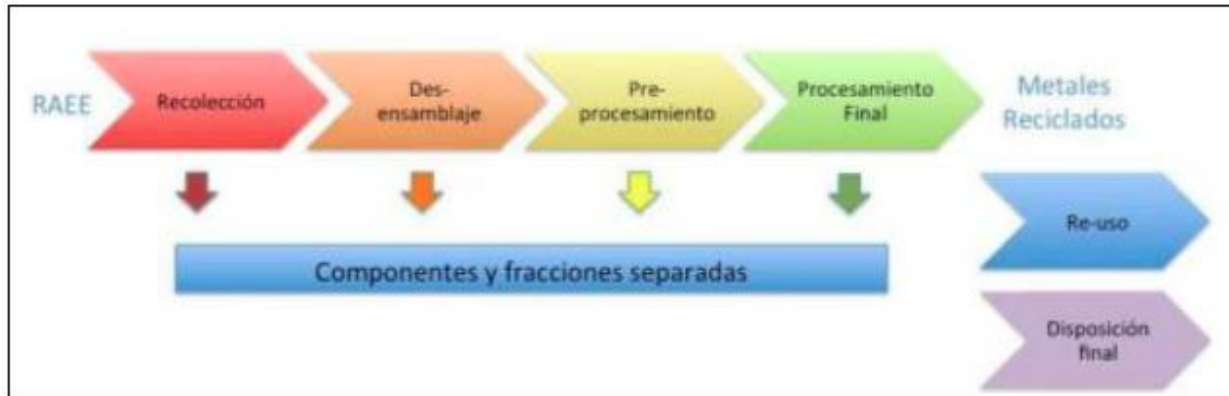 RAEE
Recolección
Des-
ensamblaje
Pre-
procesamiento
Procesamiento
Final
Metales
Reciclados
Componentes y fracciones separadas
Re-uso
Disposición
final